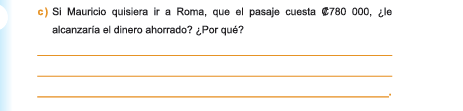 c) Si Mauricio quisiera ir a Roma, que el pasaje cuesta ₡780 000, ¿le
alcanzaría el dinero ahorrado? ¿Por qué?
.